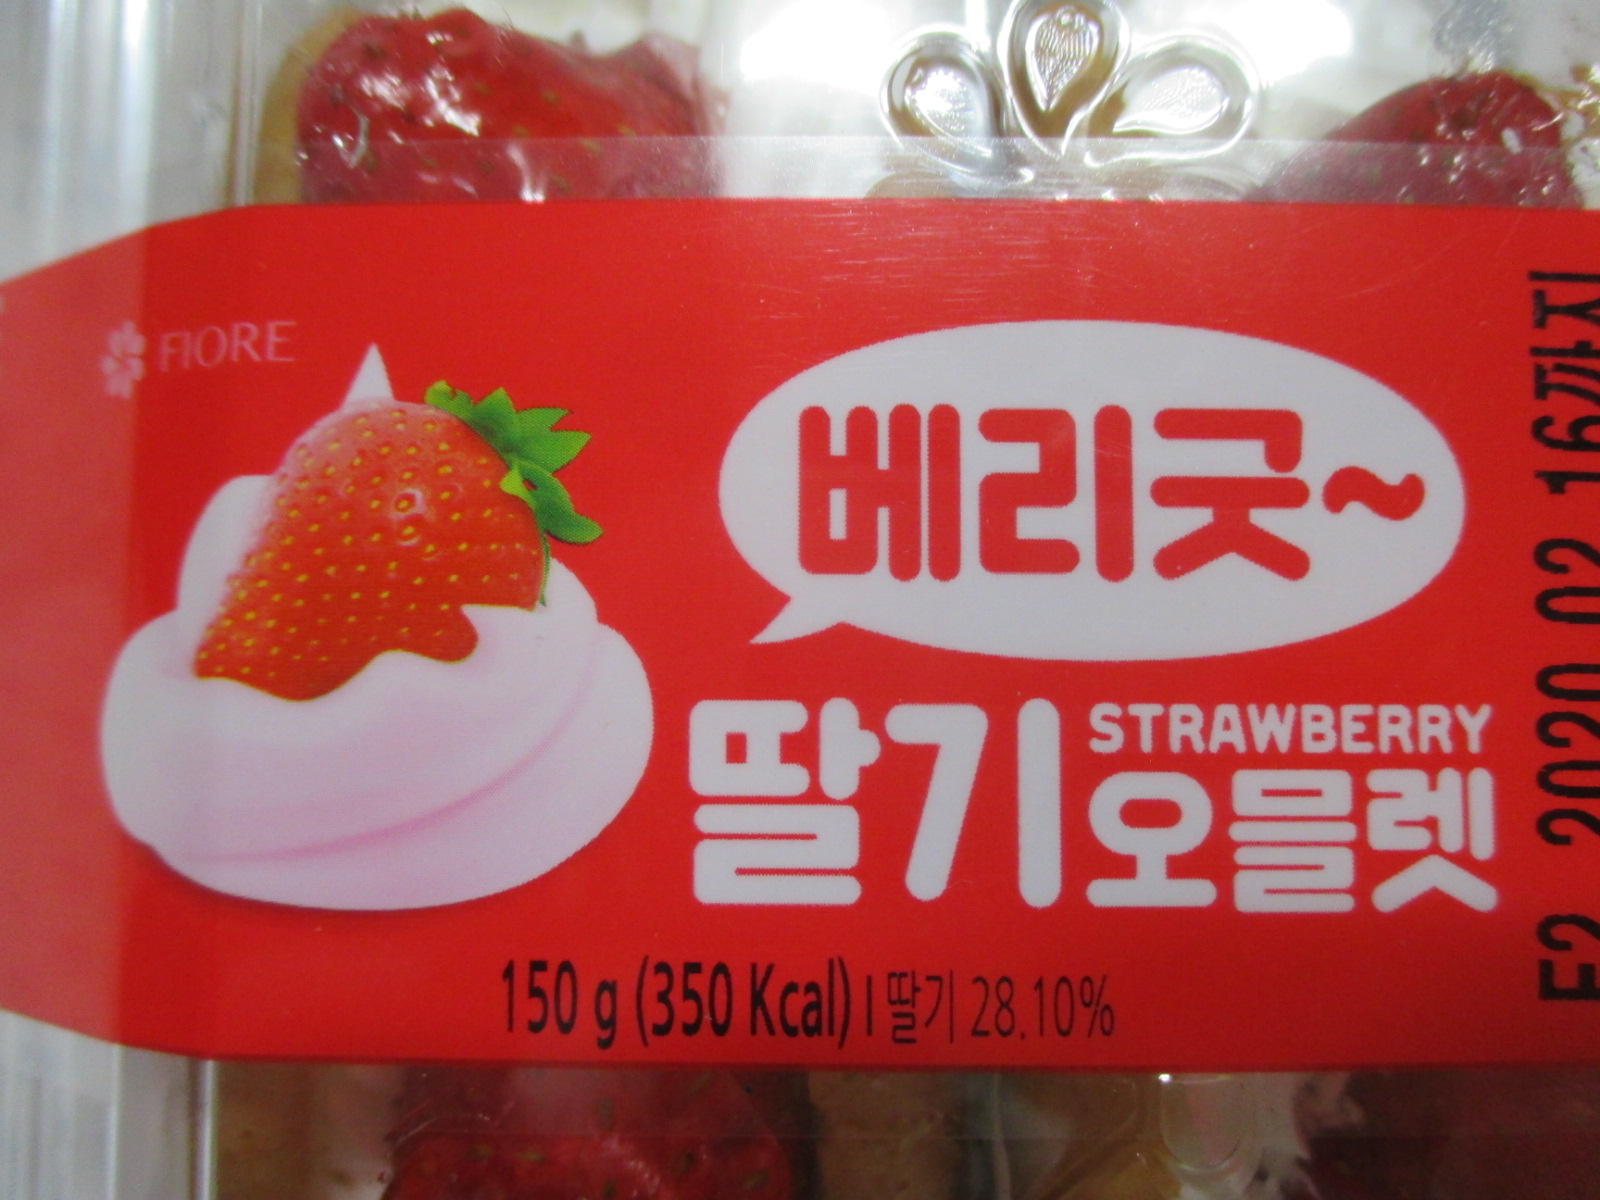 FIORE
베리굿~
딸기
STRAWBERRY
오믈렛
150 g (350 Kcal) I 딸기 28.10%
2020 02 16까지